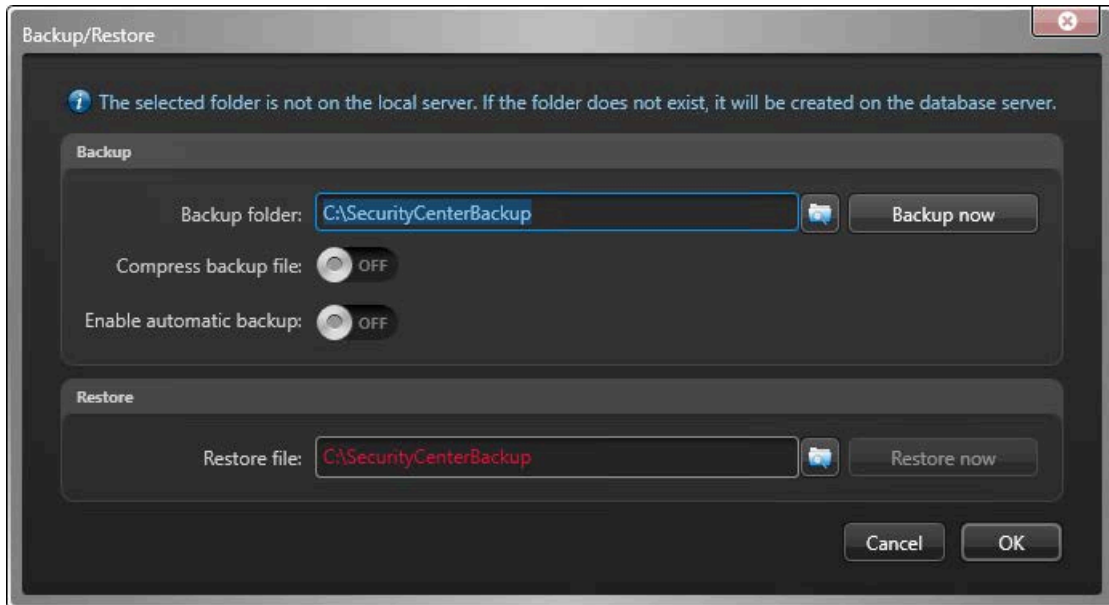 Backup/Restore
The selected folder is not on the local server. If the folder does not exist, it will be created on the database server.
Backup
Backup folder: C:\SecurityCenterBackup Backup now
Compress backup file: OFF
Enable automatic backup: OFF
Restore
Restore file: C:\SecurityCenterBackup Restore now
Cancel OK